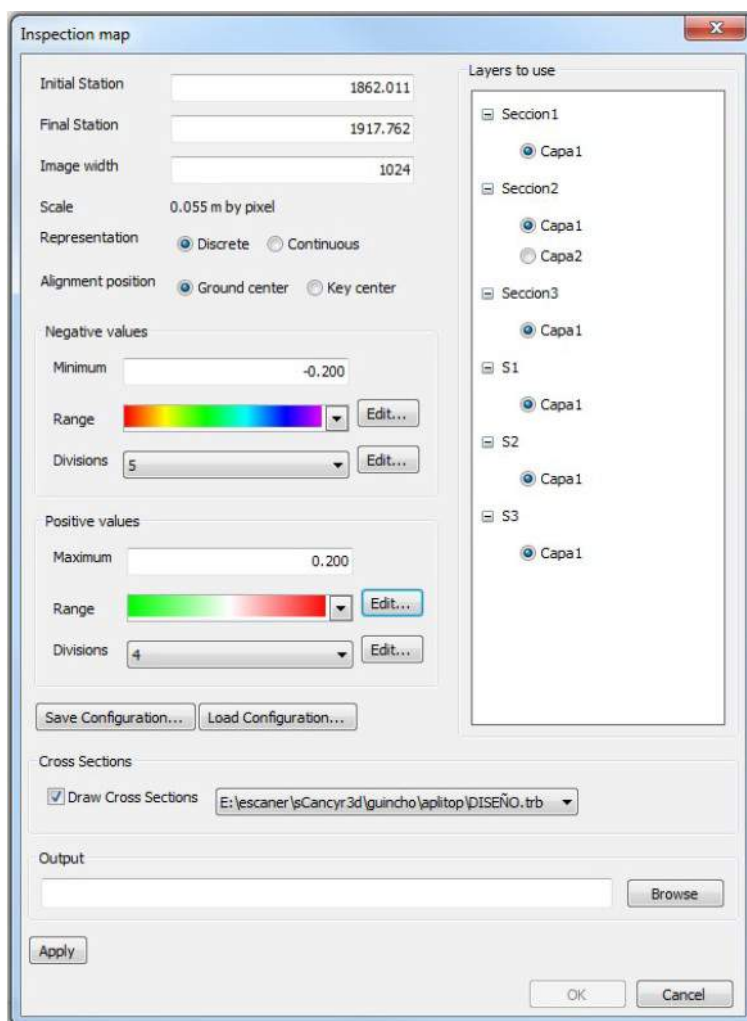 Inspection map
Initial Station 1862.011
Final Station 1917.762
Image width 1024
Scale 0.055 m by pixel
Representation Discrete Continuous
Alignment position Ground center Key center
Negative values
Minimum -0.200
Range Edit...
Divisions 5 Edit...
Positive values
Maximum 0.200
Range Edit...
Divisions 4 Edit...
Save Configuration... Load Configuration...
Layers to use
Seccion1
Capa1
Seccion2
Capa1
Capa2
Seccion3
Capa1
S1
Capa1
S2
Capa1
S3
Capa1
Cross Sections
Draw Cross Sections E:\escaner\sCancyr3d\guincho\aplitop\DISEÑO.trb
Output
Browse
Apply
OK Cancel